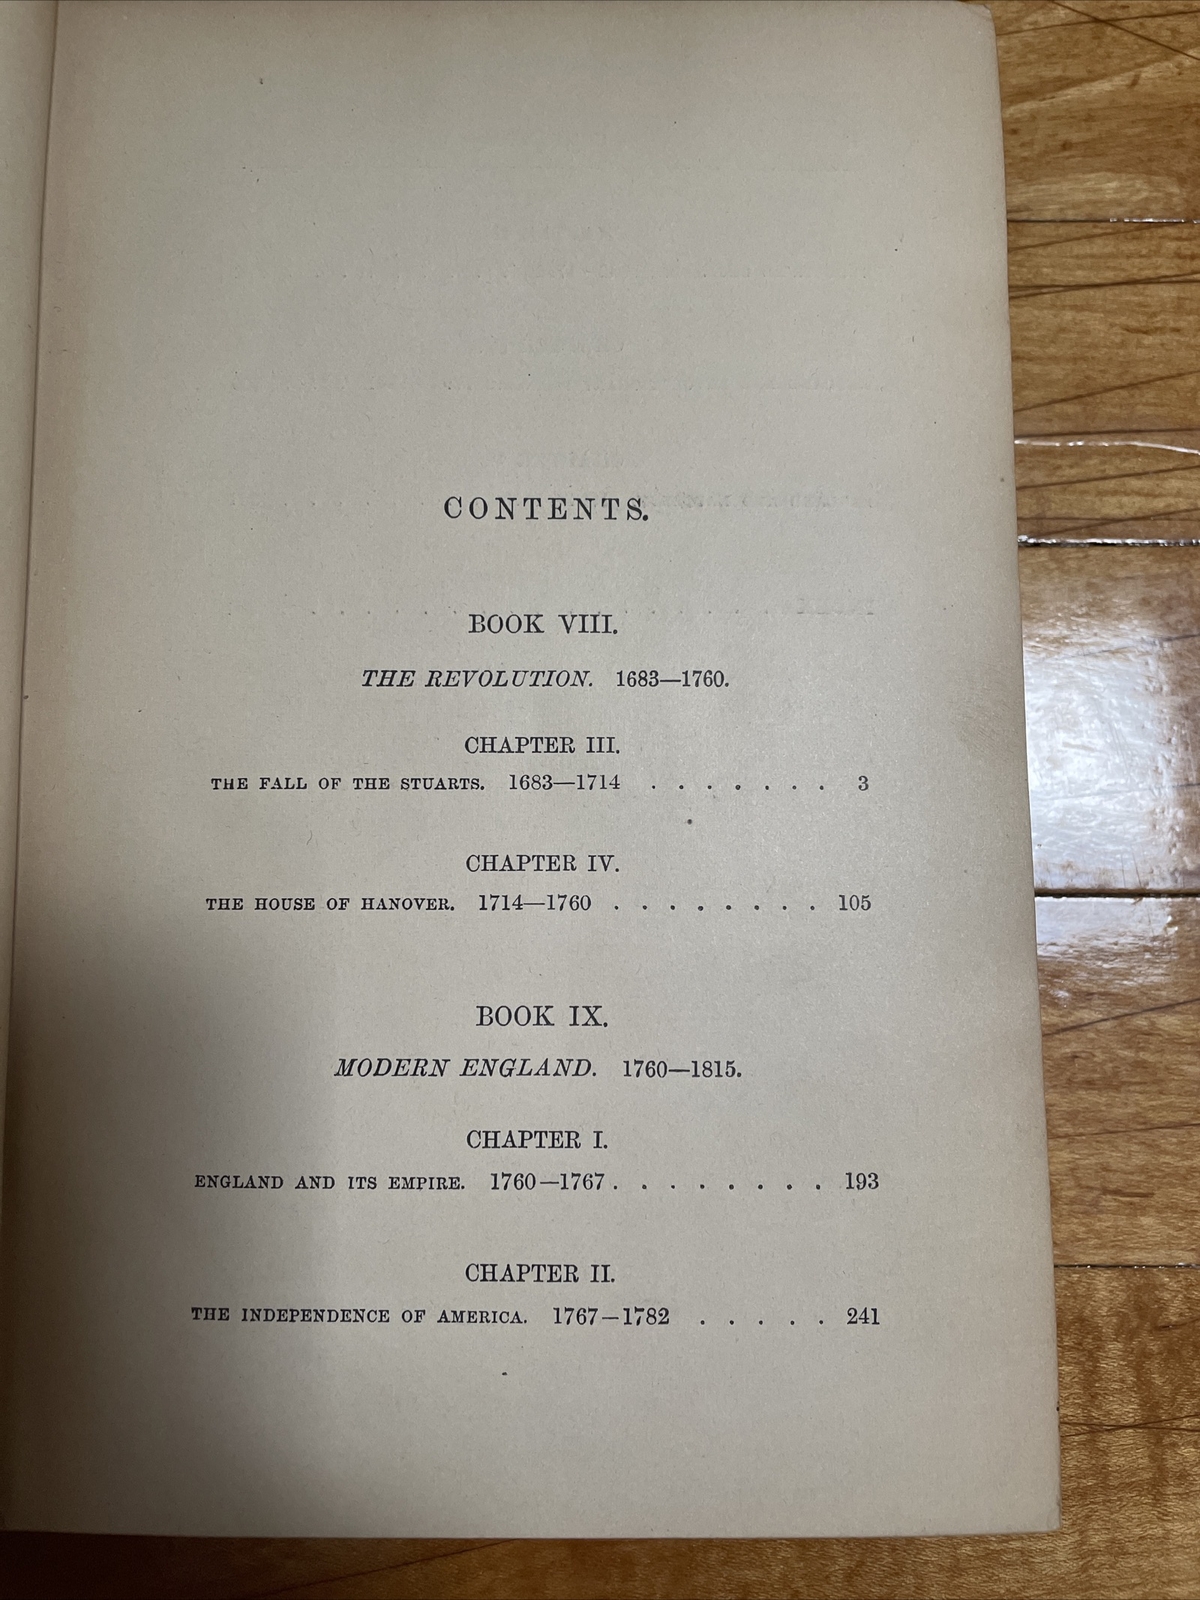 CONTENTS.
BOOK VIII.
THE REVOLUTION. 1683—1760.
CHAPTER III.
THE FALL OF THE STUARTS. 1683—1714 . . . . . . . 3
CHAPTER IV.
THE HOUSE OF HANOVER. 1714—1760 . . . . . . . . 105
BOOK IX.
MODERN ENGLAND. 1760—1815.
CHAPTER I.
ENGLAND AND ITS EMPIRE. 1760—1767 . . . . . . . . 193
CHAPTER II.
THE INDEPENDENCE OF AMERICA. 1767—1782 . . . . . 241